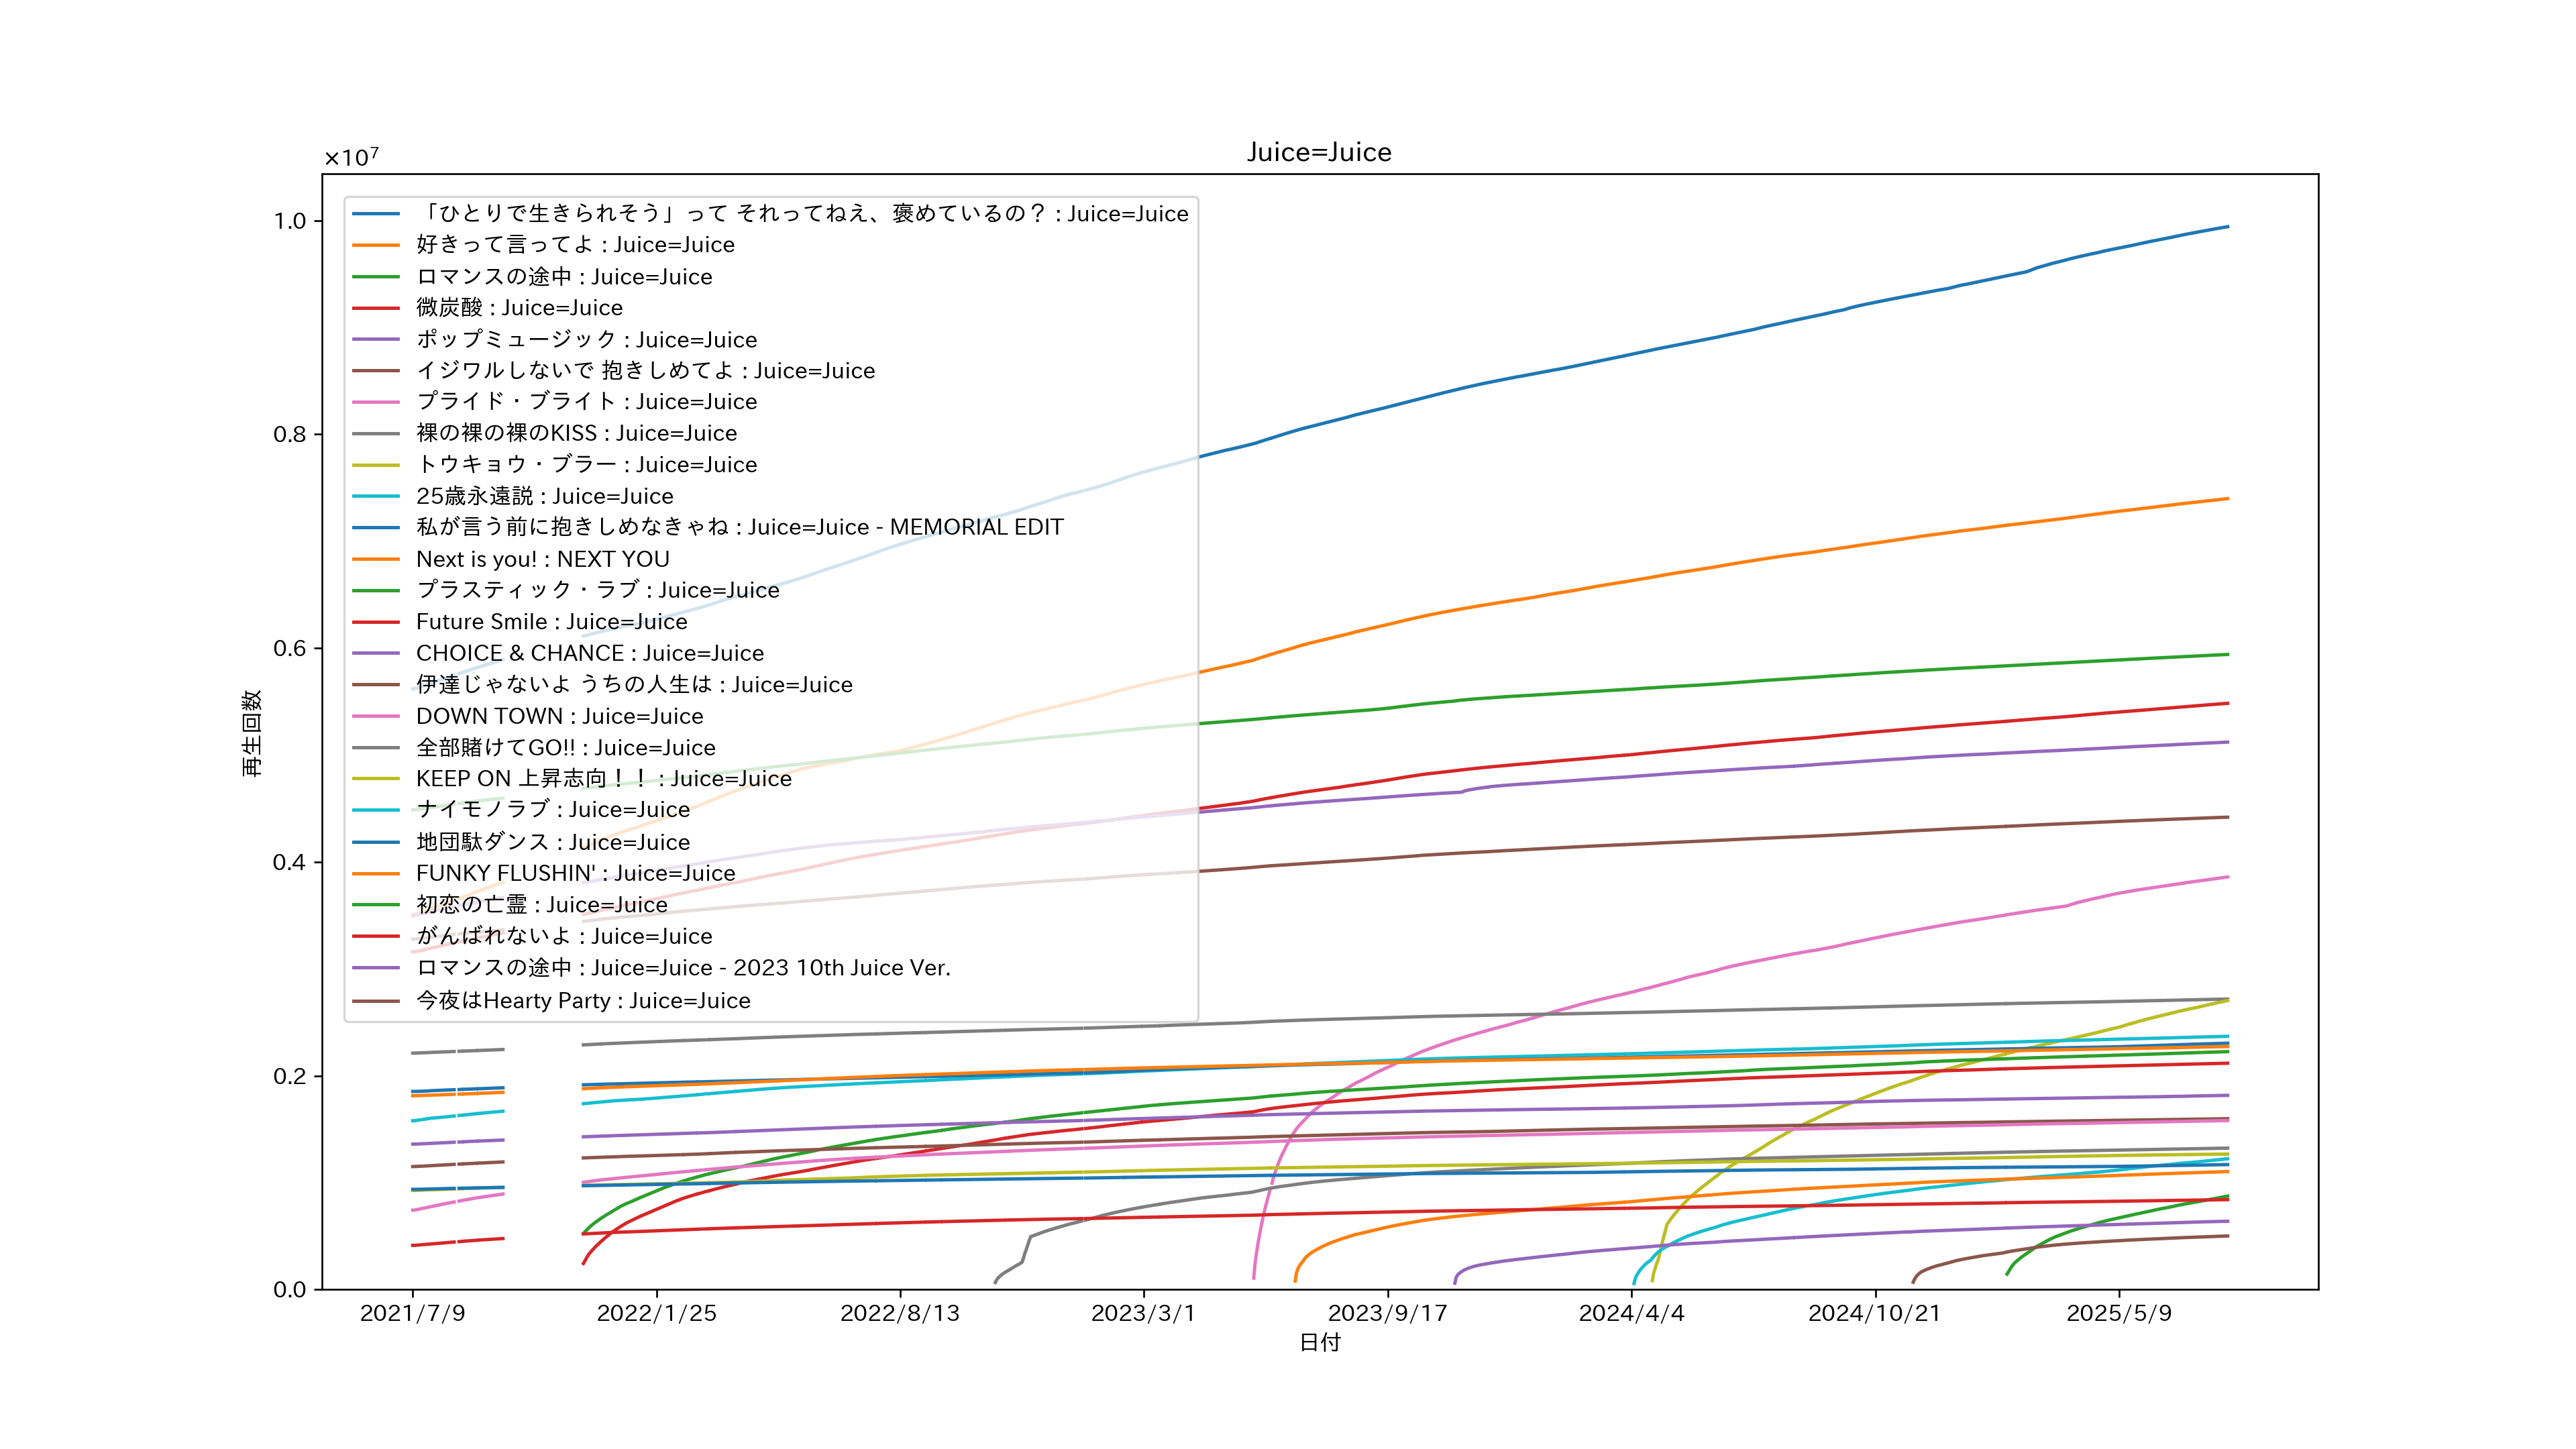 Juice=Juice
×10⁷
1.0
0.8
0.6
0.4
0.2
0.0
再生回数
「ひとりで生きられそう」って それってねえ、褒めているの？ : Juice=Juice
好きって言ってよ : Juice=Juice
ロマンスの途中 : Juice=Juice
微炭酸 : Juice=Juice
ポップミュージック : Juice=Juice
イジワルしないで 抱きしめてよ : Juice=Juice
プライド・ブライト : Juice=Juice
裸の裸の裸のKISS : Juice=Juice
トウキョウ・ブラー : Juice=Juice
25歳永遠説 : Juice=Juice
私が言う前に抱きしめなきゃね : Juice=Juice - MEMORIAL EDIT
Next is you! : NEXT YOU
プラスティック・ラブ : Juice=Juice
Future Smile : Juice=Juice
CHOICE & CHANCE : Juice=Juice
伊達じゃないよ うちの人生は : Juice=Juice
DOWN TOWN : Juice=Juice
全部賭けてGO!! : Juice=Juice
KEEP ON 上昇志向！！ : Juice=Juice
ナイモノラブ : Juice=Juice
地団駄ダンス : Juice=Juice
FUNKY FLUSHIN' : Juice=Juice
初恋の亡霊 : Juice=Juice
がんばれないよ : Juice=Juice
ロマンスの途中 : Juice=Juice - 2023 10th Juice Ver.
今夜はHearty Party : Juice=Juice
2021/7/9 2022/1/25 2022/8/13 2023/3/1 2023/9/17 2024/4/4 2024/10/21 2025/5/9
日付